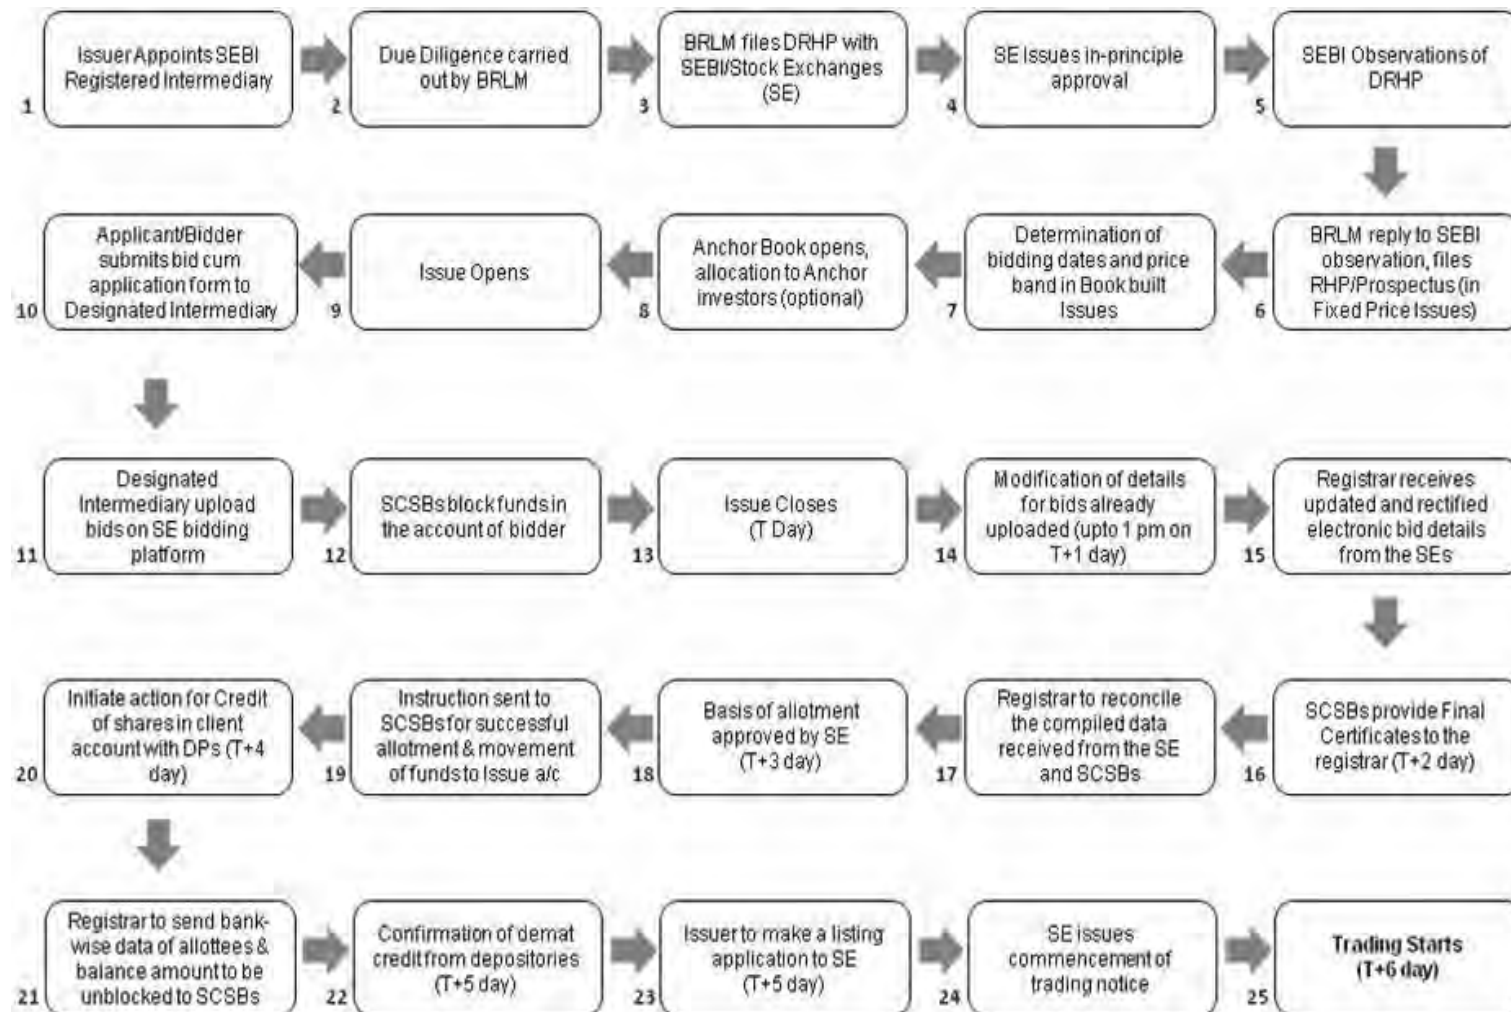 Issuer Appoints SEBI
Registered Intermediary
1
Due Diligence carried
out by BRLM
2
BRLM files DRHP with
SEBI/Stock Exchanges
(SE)
3
SE Issues in-principle
approval
4
SEBI Observations of
DRHP
5
BRLM reply to SEBI
observation, files
RHP/Prospectus (in
Fixed Price Issues)
6
Determination of
bidding dates and price
band in Book built
Issues
7
Anchor Book opens,
allocation to Anchor
investors (optional)
8
Issue Opens
9
Applicant/Bidder
submits bid cum
application form to
Designated Intermediary
10
Designated
Intermediary upload
bids on SE bidding
platform
11
SCSBs block funds in
the account of bidder
12
Issue Closes
(T Day)
13
Modification of details
for bids already
uploaded (upto 1 pm on
T+1 day)
14
Registrar receives
updated and rectified
electronic bid details
from the SEs
15
SCSBs provide Final
Certificates to the
registrar (T+2 day)
16
Registrar to reconcile
the compiled data
received from the SE
and SCSBs
17
Basis of allotment
approved by SE
(T+3 day)
18
Instruction sent to
SCSBs for successful
allotment & movement
of funds to Issue a/c
19
Initiate action for Credit
of shares in client
account with DPs (T+4
day)
20
Registrar to send bank-
wise data of allottees &
balance amount to be
unblocked to SCSBs
21
Confirmation of demat
credit from depositories
(T+5 day)
22
Issuer to make a listing
application to SE
(T+5 day)
23
SE issues
commencement of
trading notice
24
Trading Starts
(T+6 day)
25